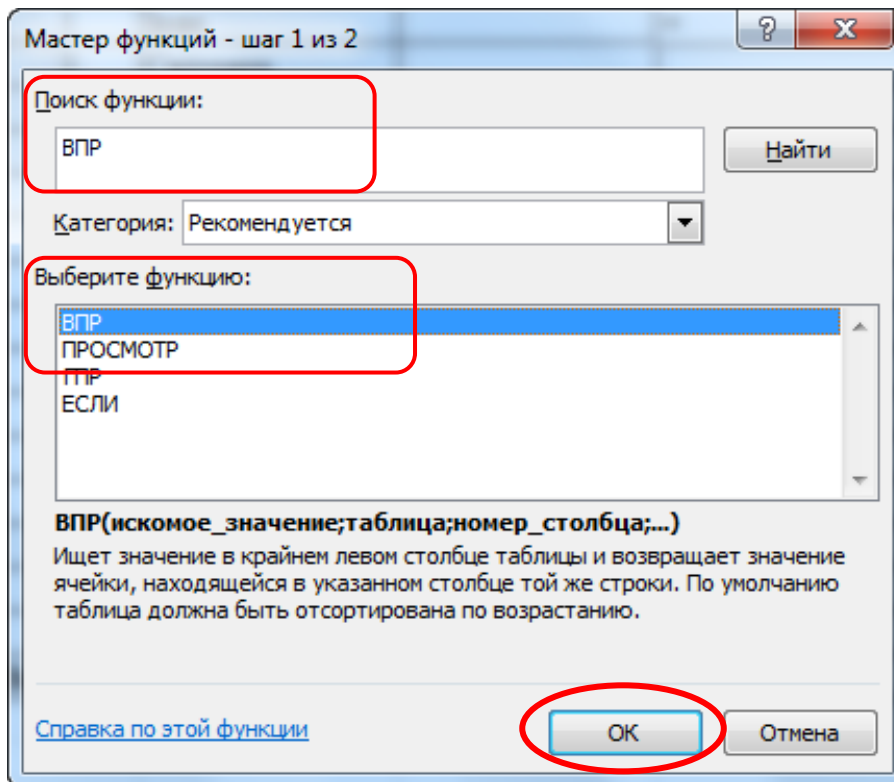 Мастер функций - шаг 1 из 2
Поиск функции:
ВПР
Найти
Категория: Рекомендуется
Выберите функцию:
ВПР
ПРОСМОТР
ГПР
ЕСЛИ
ВПР(искомое_значение;таблица;номер_столбца;...)
Ищет значение в крайнем левом столбце таблицы и возвращает значение
ячейки, находящейся в указанном столбце той же строки. По умолчанию
таблица должна быть отсортирована по возрастанию.
Справка по этой функции
ОК
Отмена